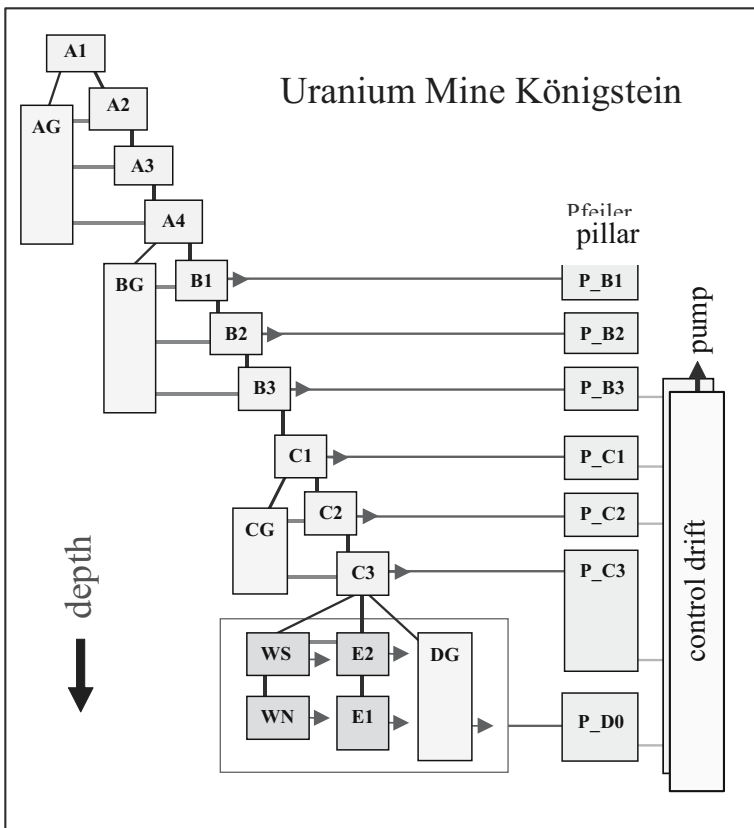 A1
Uranium Mine Königstein
A2
AG
A3
A4
Pfeiler
pillar
BG
B1
P_B1
B2
P_B2
pump
B3
P_B3
C1
P_C1
C2
P_C2
CG
C3
P_C3
depth
control drift
WS
E2
DG
WN
E1
P_D0